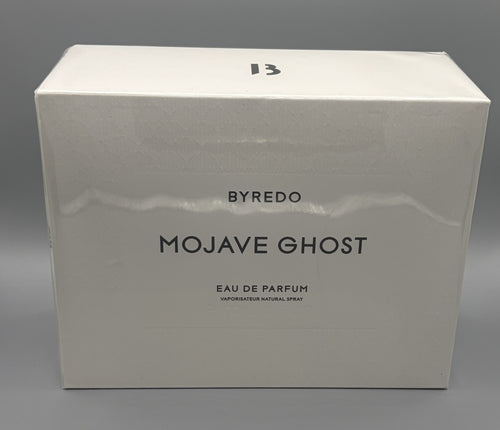 B
BYREDO
MOJAVE GHOST
EAU DE PARFUM
VAPORISATEUR NATURAL SPRAY